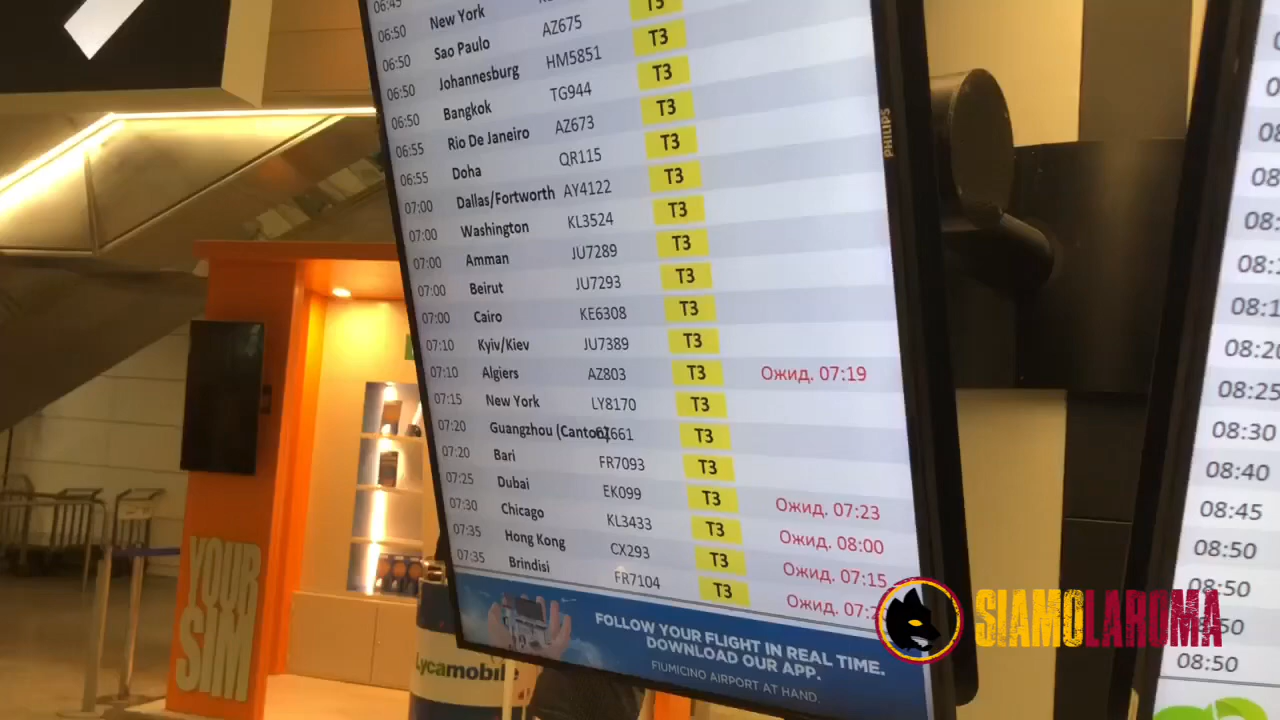 06:45
06:50 New York T3
06:50 Sao Paulo AZ675 T3
06:50 Johannesburg HM5851 T3
06:50 Bangkok TG944 T3
06:55 Rio De Janeiro AZ673 T3
06:55 Doha QR115 T3
07:00 Dallas/Fortworth AY4122 T3
07:00 Washington KL3524 T3
07:00 Amman JU7289 T3
07:00 Beirut JU7293 T3
07:00 Cairo KE6308 T3
07:10 Kyiv/Kiev JU7389 T3
07:10 Algiers AZ803 T3 Ожид. 07:19
07:15 New York LY8170 T3
07:20 Guangzhou (Canton) T3
07:20 Bari FR7093 T3
07:25 Dubai EK099 T3 Ожид. 07:23
07:30 Chicago KL3433 T3 Ожид. 08:00
07:35 Hong Kong CX293 T3 Ожид. 07:15
07:35 Brindisi FR7104 T3 Ожид.
FOLLOW YOUR FLIGHT IN REAL TIME.
DOWNLOAD OUR APP.
FIUMICINO AIRPORT AT HAND.
PHILIPS
YOUR
SIM
Lycamobile
08:20
08:25
08:30
08:40
08:45
08:50
08:50
08:50
SIAMOLAROMA